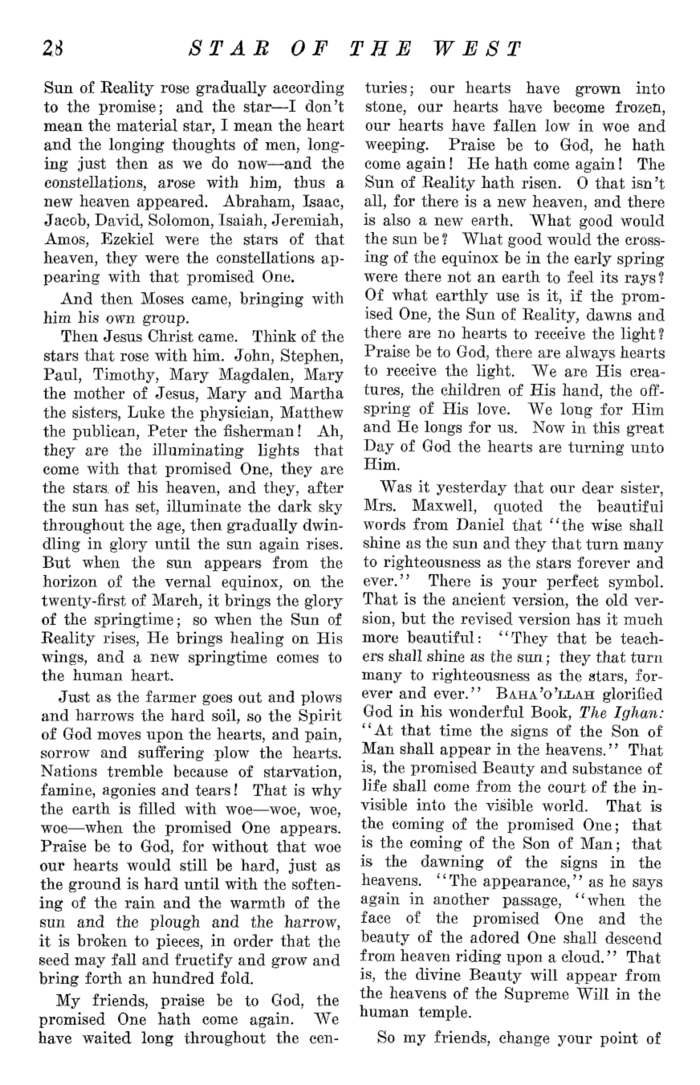 28 STAR OF THE WEST
Sun of Reality rose gradually according
to the promise; and the star—I don't
mean the material star, I mean the heart
and the longing thoughts of men, long-
ing just then as we do now—and the
constellations, arose with him, thus a
new heaven appeared. Abraham, Isaac,
Jacob, David, Solomon, Isaiah, Jeremiah,
Amos, Ezekiel were the stars of that
heaven, they were the constellations ap-
pearing with that promised One.
And then Moses came, bringing with
him his own group.
Then Jesus Christ came. Think of the
stars that rose with him. John, Stephen,
Paul, Timothy, Mary Magdalen, Mary
the mother of Jesus, Mary and Martha
the sisters, Luke the physician, Matthew
the publican, Peter the fisherman! Ah,
they are the illuminating lights that
come with that promised One, they are
the stars of his heaven, and they, after
the sun has set, illuminate the dark sky
throughout the age, then gradually dwin-
dling in glory until the sun again rises.
But when the sun appears from the
horizon of the vernal equinox, on the
twenty-first of March, it brings the glory
of the springtime; so when the Sun of
Reality rises, He brings healing on His
wings, and a new springtime comes to
the human heart.
Just as the farmer goes out and plows
and harrows the hard soil, so the Spirit
of God moves upon the hearts, and pain,
sorrow and suffering plow the hearts.
Nations tremble because of starvation,
famine, agonies and tears! That is why
the earth is filled with woe—woe, woe,
woe—when the promised One appears.
Praise be to God, for without that woe
our hearts would still be hard, just as
the ground is hard until with the soften-
ing of the rain and the warmth of the
sun and the plough and the harrow,
it is broken to pieces, in order that the
seed may fall and fructify and grow and
bring forth an hundred fold.
My friends, praise be to God, the
promised One hath come again. We
have waited long throughout the cen-
turies; our hearts have grown into
stone, our hearts have become frozen,
our hearts have fallen low in woe and
weeping. Praise be to God, he hath
come again! He hath come again! The
Sun of Reality hath risen. O that isn't
all, for there is a new heaven, and there
is also a new earth. What good would
the sun be? What good would the cross-
ing of the equinox be in the early spring
were there not an earth to feel its rays?
Of what earthly use is it, if the prom-
ised One, the Sun of Reality, dawns and
there are no hearts to receive the light?
Praise be to God, there are always hearts
to receive the light. We are His crea-
tures, the children of His hand, the off-
spring of His love. We long for Him
and He longs for us. Now in this great
Day of God the hearts are turning unto
Him.
Was it yesterday that our dear sister,
Mrs. Maxwell, quoted the beautiful
words from Daniel that "the wise shall
shine as the sun and they that turn many
to righteousness as the stars forever and
ever." There is your perfect symbol.
That is the ancient version, the old ver-
sion, but the revised version has it much
more beautiful: "They that be teach-
ers shall shine as the sun; they that turn
many to righteousness as the stars, for-
ever and ever." BAHA'O'LLAH glorified
God in his wonderful Book, The Ighan:
"At that time the signs of the Son of
Man shall appear in the heavens." That
is, the promised Beauty and substance of
life shall come from the court of the in-
visible into the visible world. That is
the coming of the promised One; that
is the coming of the Son of Man; that
is the dawning of the signs in the
heavens. "The appearance," as he says
again in another passage, "when the
face of the promised One and the
beauty of the adored One shall descend
from heaven riding upon a cloud." That
is, the divine Beauty will appear from
the heavens of the Supreme Will in the
human temple.
So my friends, change your point of